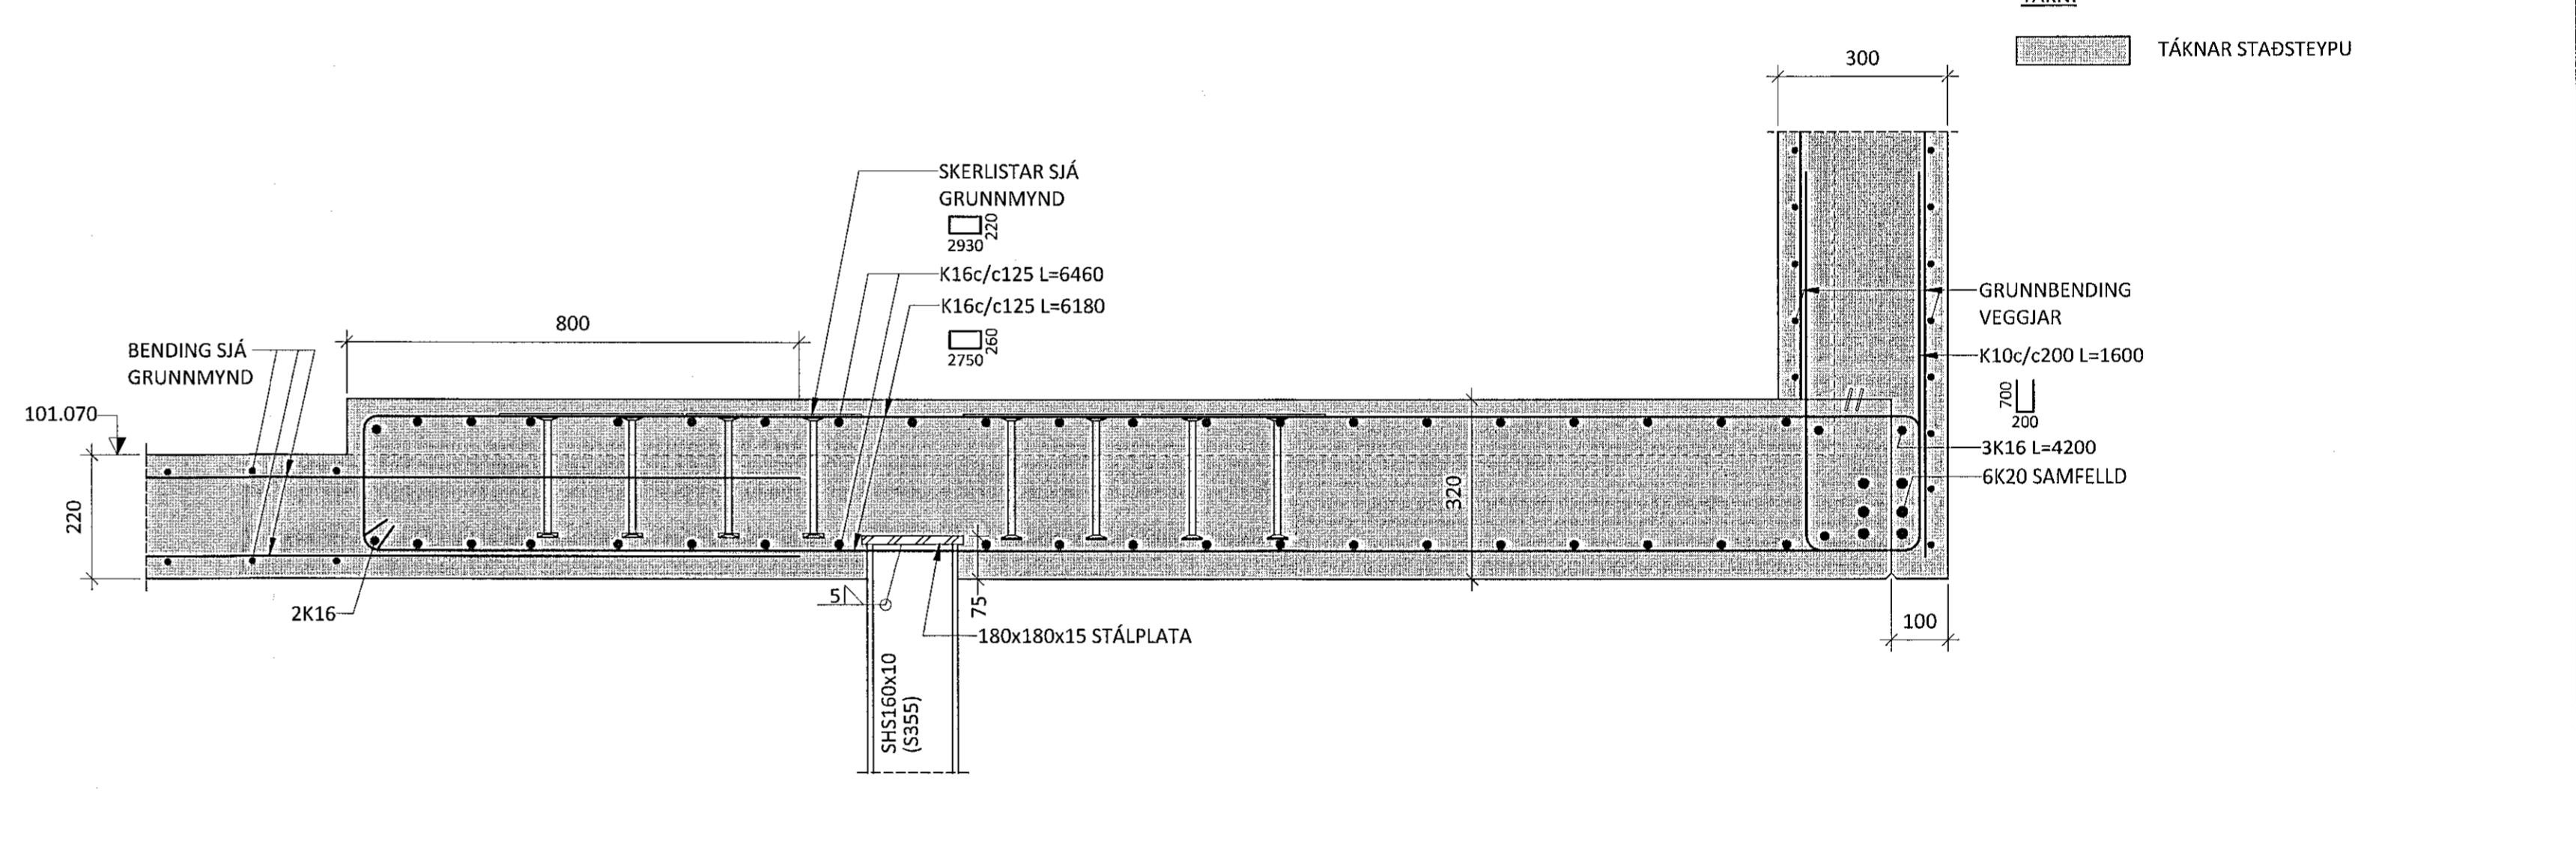 TÁKNAR STAÐSTEYPU
300
SKERLISTAR SJÁ
GRUNNMYND
220
2930
K16c/c125 L=6460
K16c/c125 L=6180
260
2750
800
BENDING SJÁ
GRUNNMYND
101.070
220
2K16
5
75
180x180x15 STÁLPLATA
SHS160x10
(S355)
320
GRUNNBENDING
VEGGJAR
K10c/c200 L=1600
700
200
3K16 L=4200
6K20 SAMFELLD
100